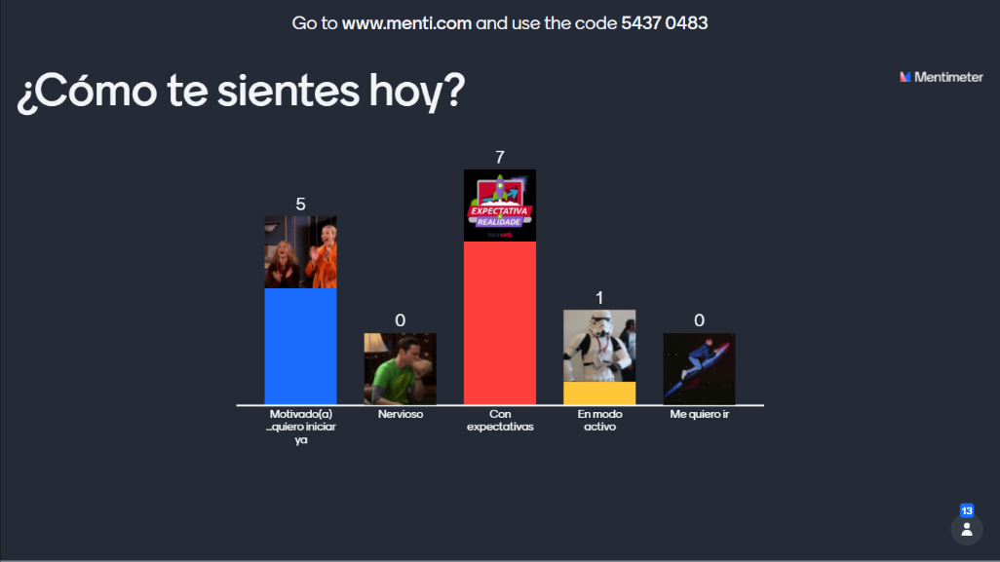 Go to www.menti.com and use the code 5437 0483
Mentimeter
¿Cómo te sientes hoy?
7
5
1
0
0
EXPECTATIVA
REALIDADE
Motivado(a)
...quiero iniciar
ya
Nervioso
Con
expectativas
En modo
activo
Me quiero ir
13